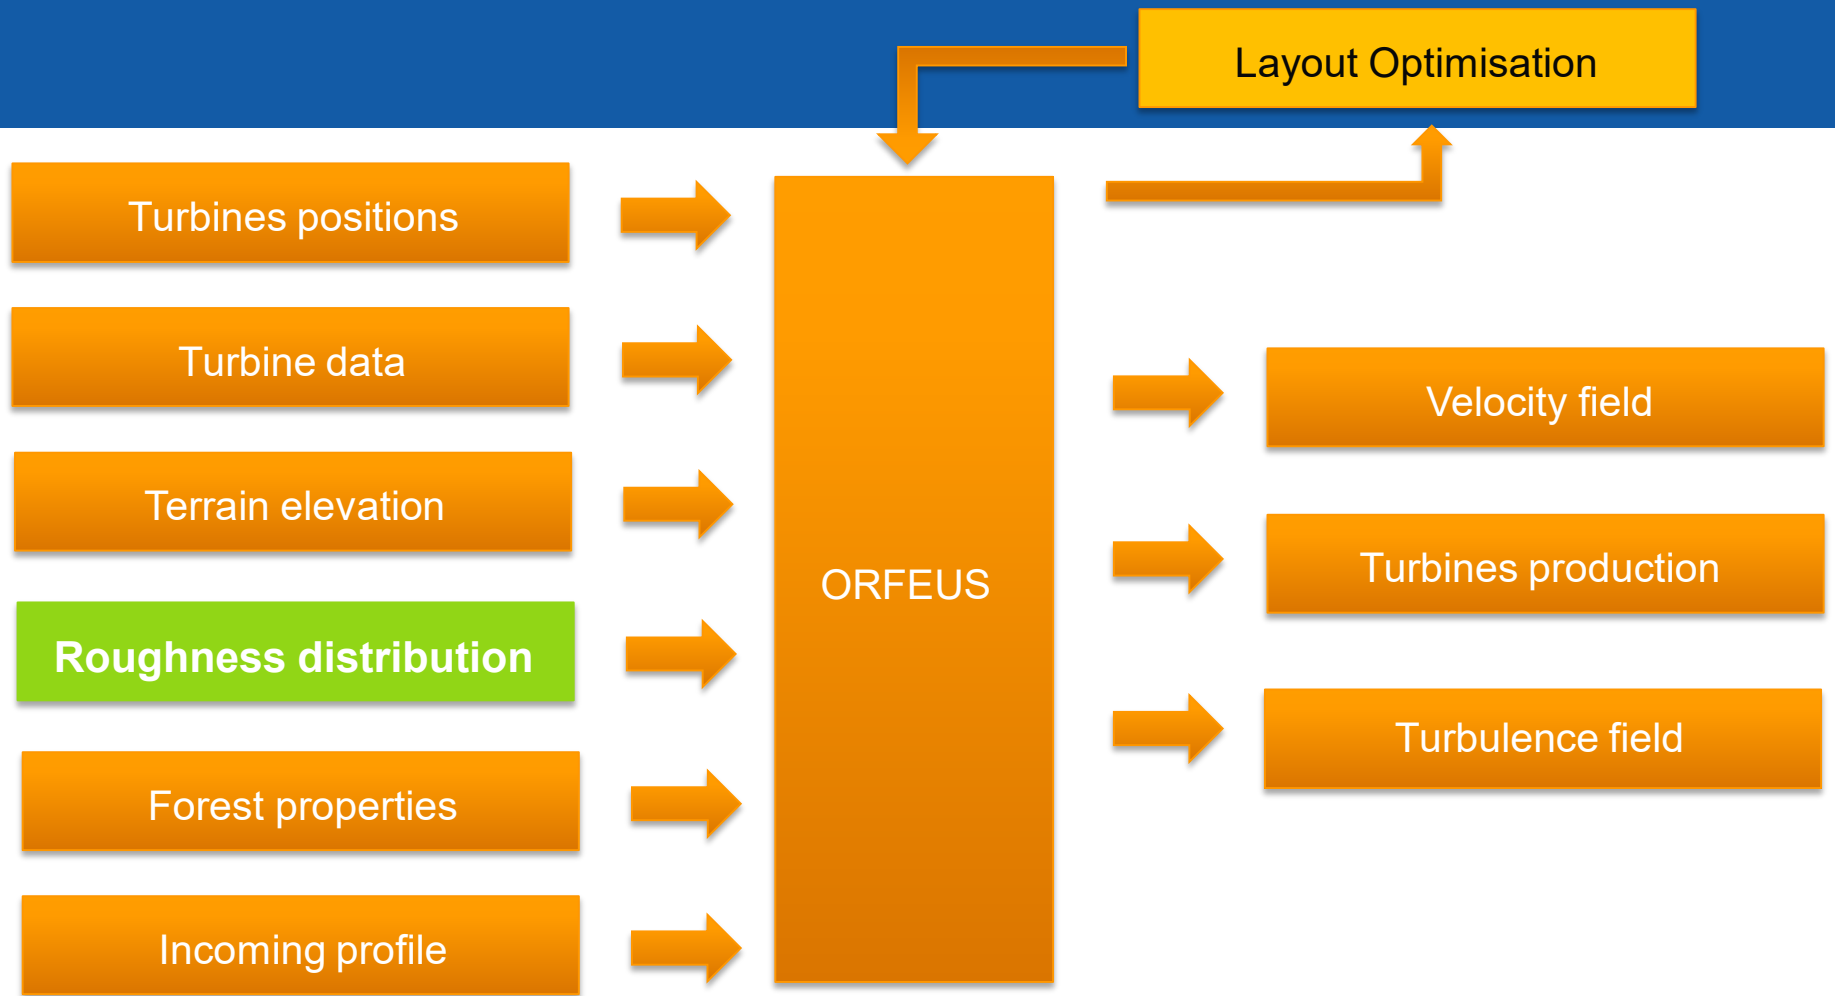 Layout Optimisation
Turbines positions
Turbine data
Terrain elevation
Roughness distribution
Forest properties
Incoming profile
ORFEUS
Velocity field
Turbines production
Turbulence field